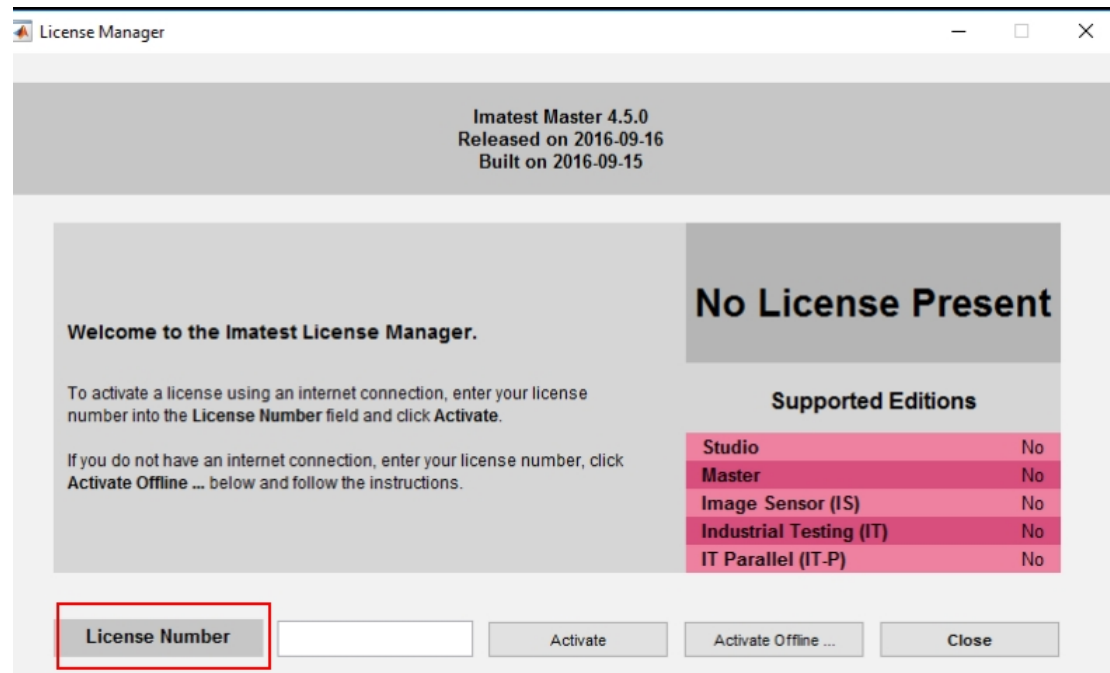 License Manager
Imatest Master 4.5.0
Released on 2016-09-16
Built on 2016-09-15
Welcome to the Imatest License Manager.
To activate a license using an internet connection, enter your license
number into the License Number field and click Activate.
If you do not have an internet connection, enter your license number, click
Activate Offline ... below and follow the instructions.
No License Present
Supported Editions
Studio No
Master No
Image Sensor (IS) No
Industrial Testing (IT) No
IT Parallel (IT-P) No
License Number Activate Activate Offline ... Close